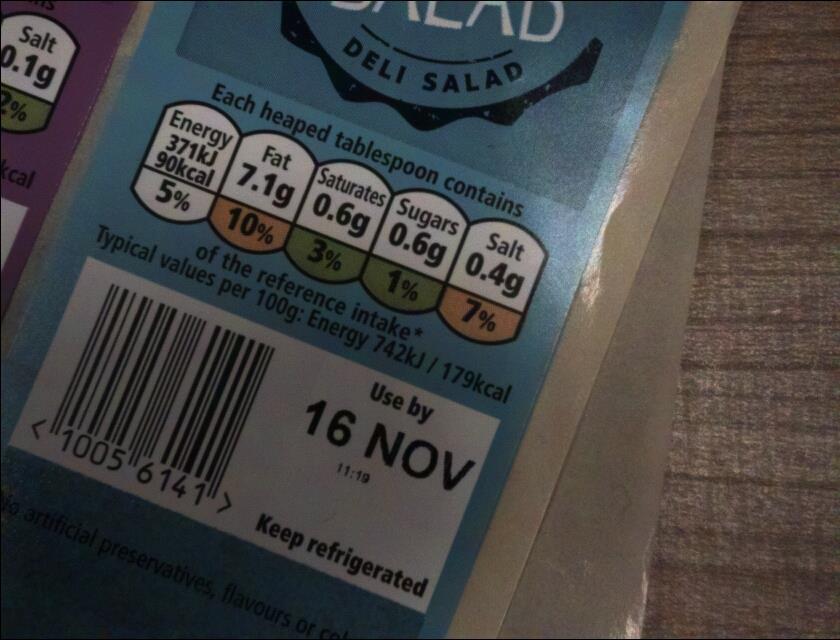 SALAD
DELI SALAD
Salt
0.1g
2%
kcal
Each heaped tablespoon contains
Energy
371kJ
90kcal
5%
Fat
7.1g
10%
Saturates
0.6g
3%
Sugars
0.6g
1%
Salt
0.4g
7%
of the reference intake*
Typical values per 100g: Energy 742kJ / 179kcal
Use by
16 NOV
11:19
< 1005 6141 >
Keep refrigerated
artificial preservatives, flavours or